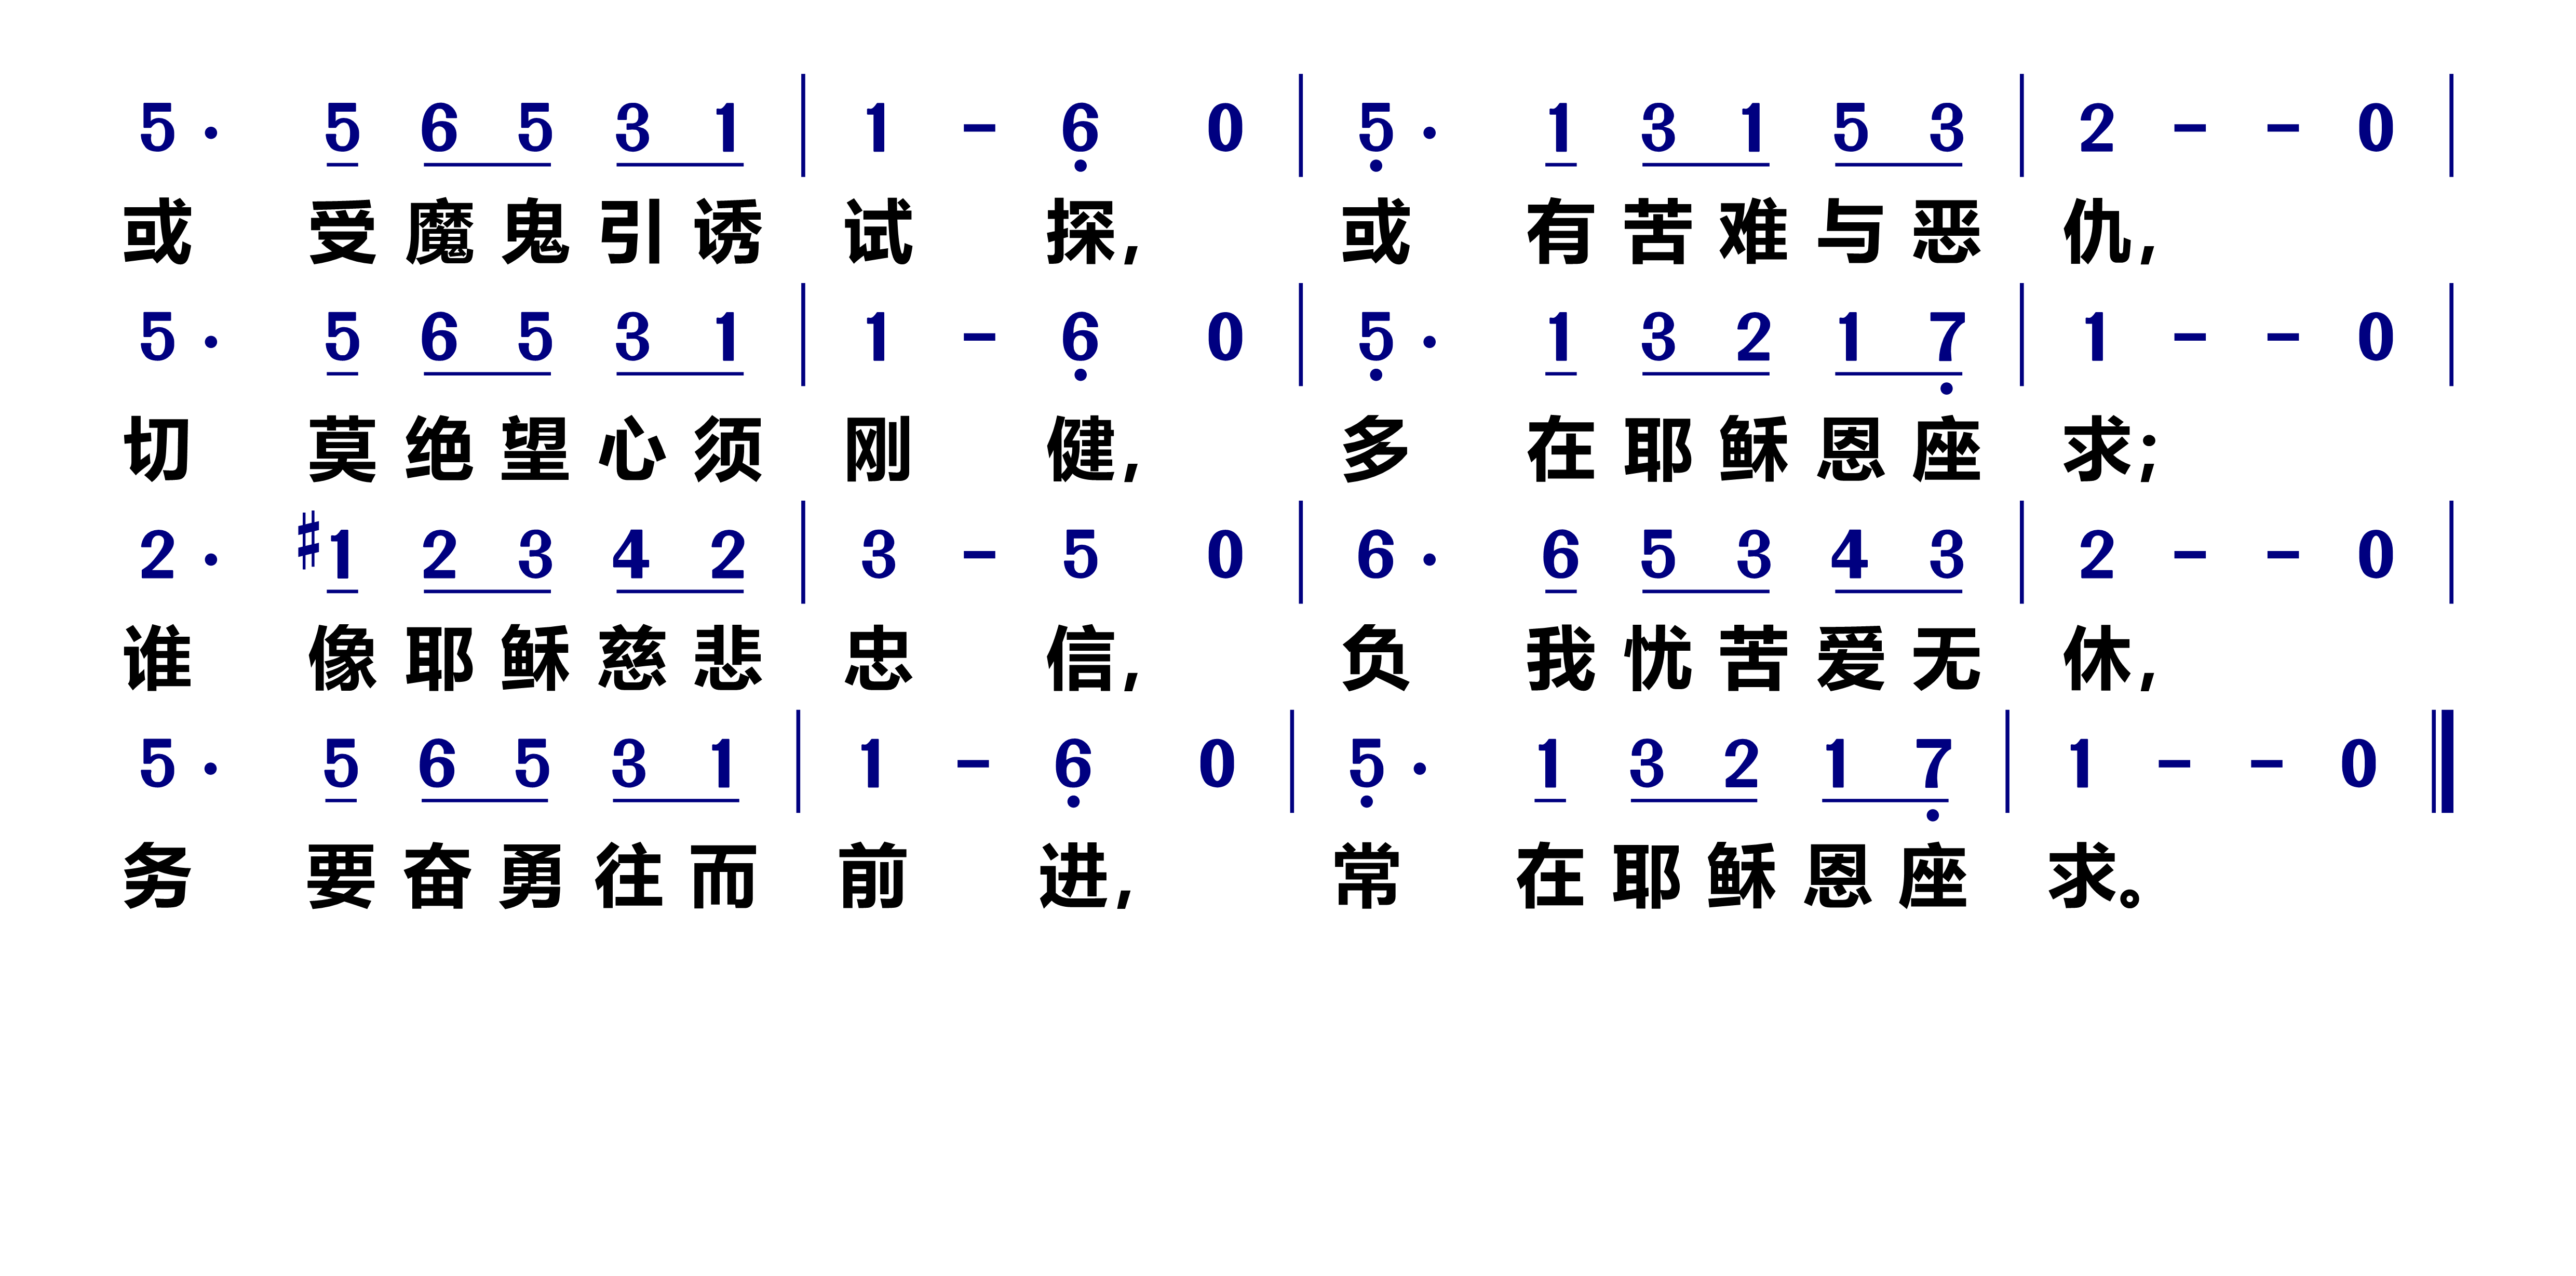 5· 5 6 5 3 1 | 1 - 6̣ 0 | 5̣· 1 3 1 5 3 | 2 - - 0 |
或 受魔鬼引诱 试 探, 或 有苦难与恶 仇,
5· 5 6 5 3 1 | 1 - 6̣ 0 | 5̣· 1 3 2 1 7̣ | 1 - - 0 |
切 莫绝望心须 刚 健, 多 在耶稣恩座 求;
2· ♯1 2 3 4 2 | 3 - 5 0 | 6· 6 5 3 4 3 | 2 - - 0 |
谁 像耶稣慈悲 忠 信, 负 我忧苦爱无 休,
5· 5 6 5 3 1 | 1 - 6̣ 0 | 5̣· 1 3 2 1 7̣ | 1 - - 0 ‖
务 要奋勇往而 前 进, 常 在耶稣恩座 求。